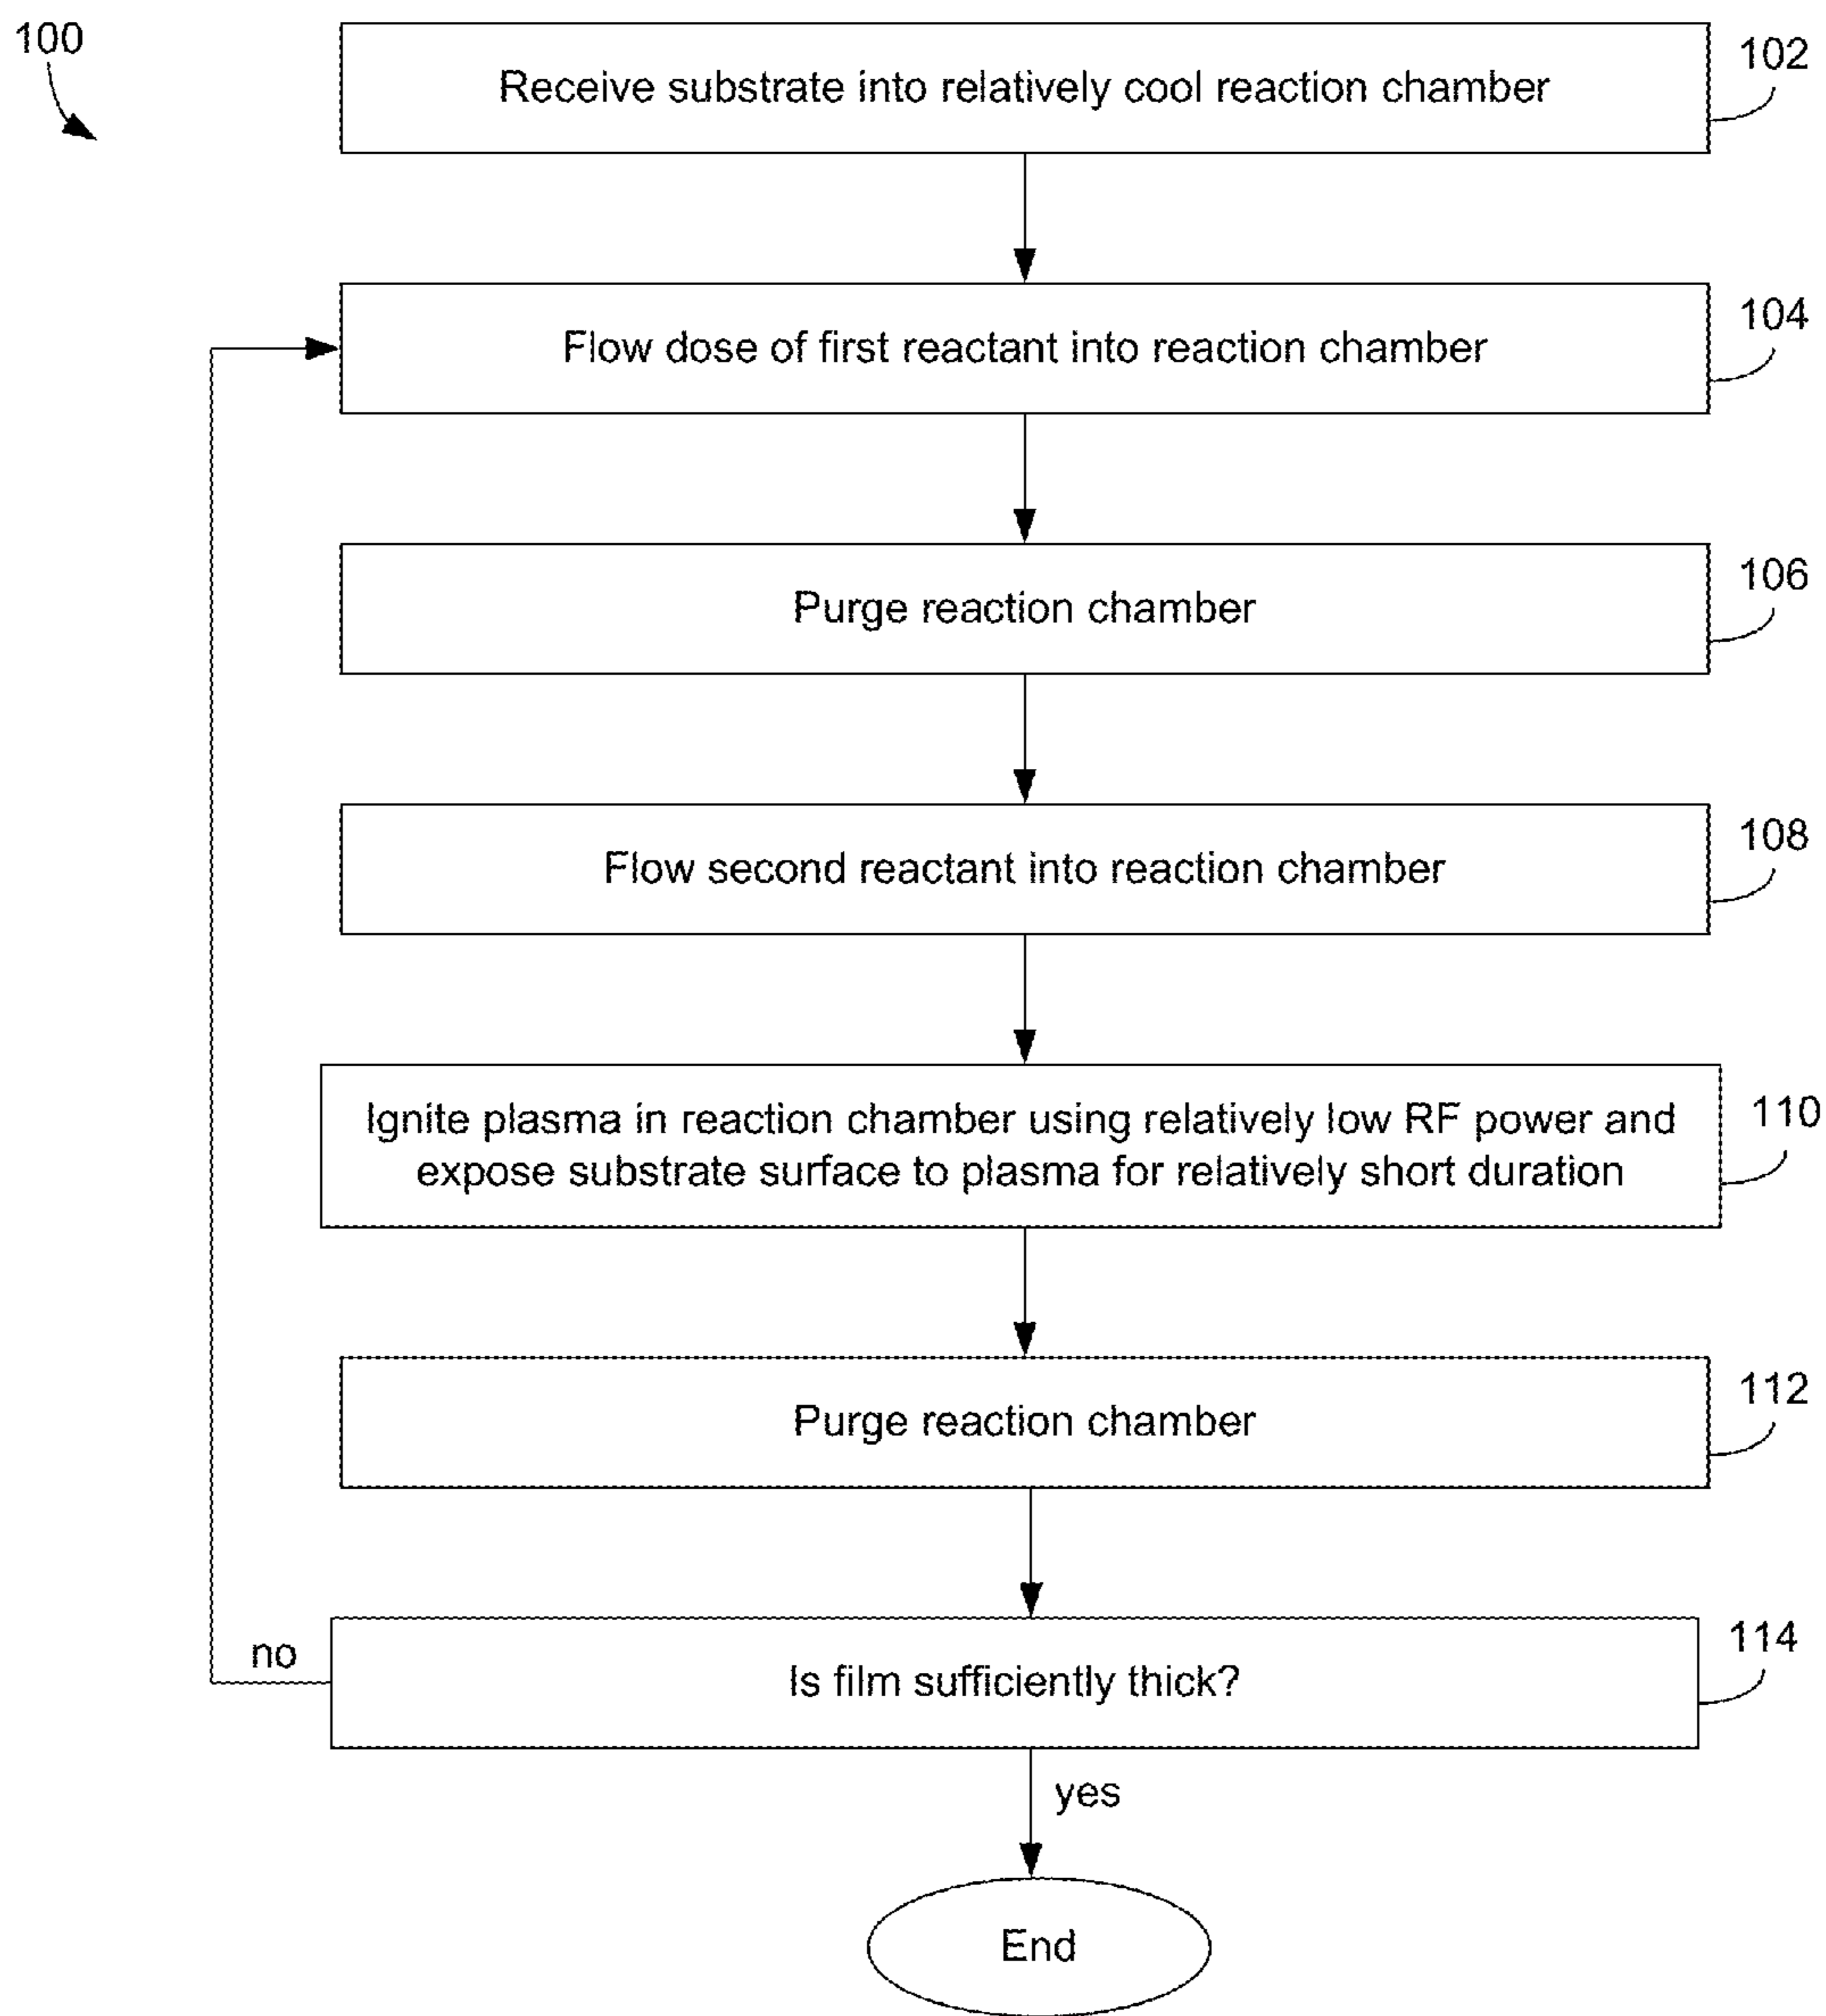 100
Receive substrate into relatively cool reaction chamber
102
Flow dose of first reactant into reaction chamber
104
Purge reaction chamber
106
Flow second reactant into reaction chamber
108
Ignite plasma in reaction chamber using relatively low RF power and
expose substrate surface to plasma for relatively short duration
110
Purge reaction chamber
112
Is film sufficiently thick?
114
no
yes
End